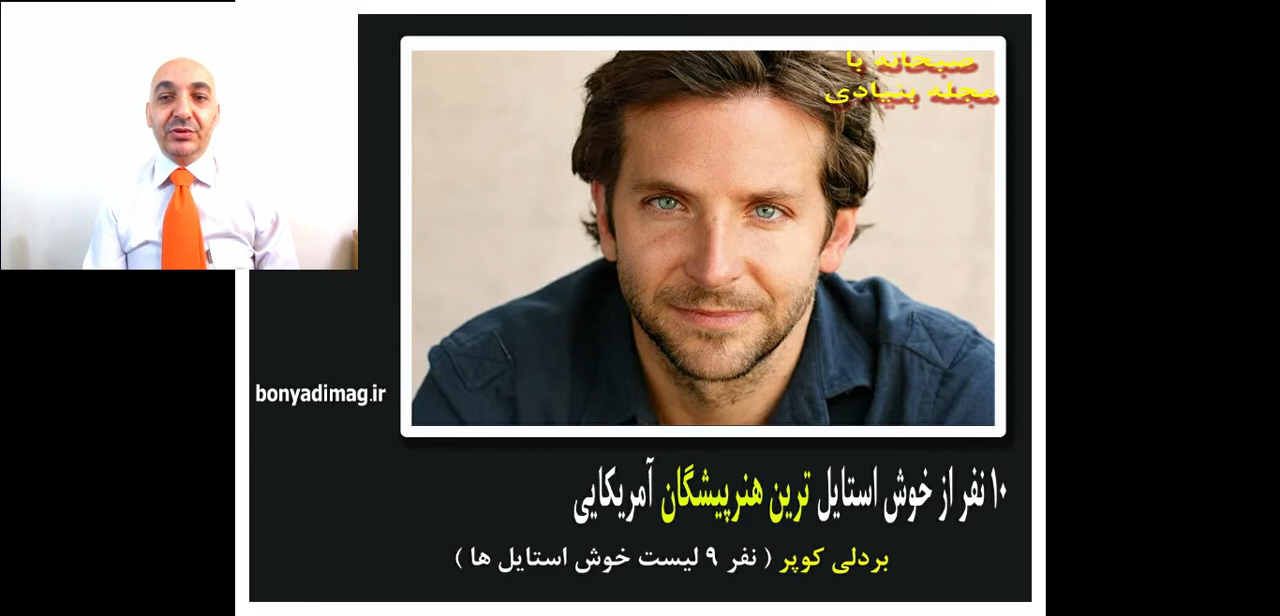 صبحانه با
مجله بنیادی
bonyadimag.ir
۱۰ نفر از خوش استایل ترین هنرپیشگان آمریکایی
بردلی کوپر ( نفر ۹ لیست خوش استایل ها )